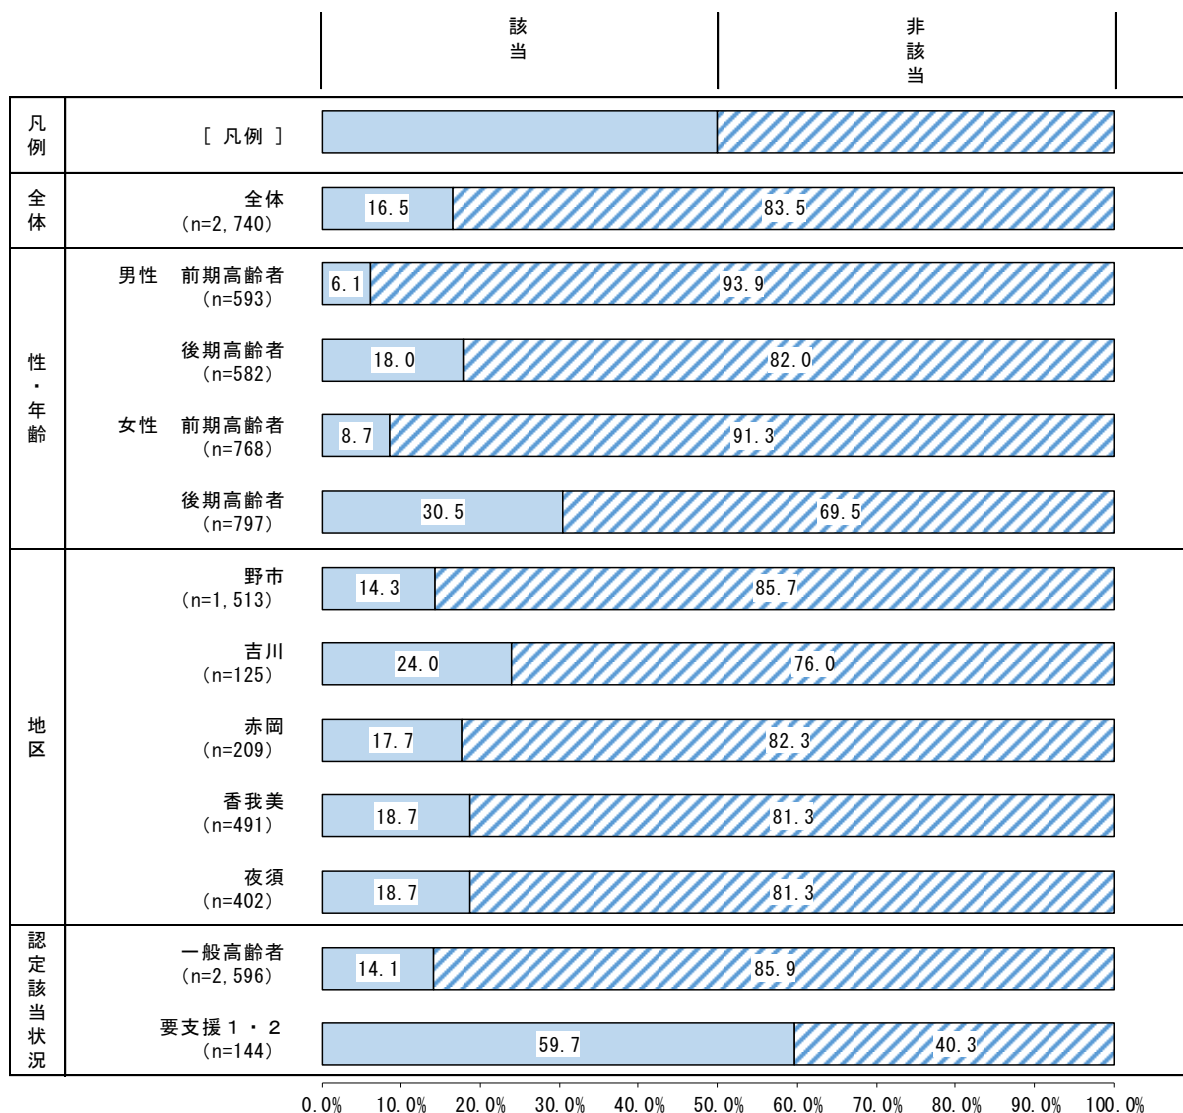 該当
非該当
凡例
[ 凡例 ]
全体
全体
(n=2,740)
16.5
83.5
性・年齢
男性　前期高齢者
(n=593)
6.1
93.9
後期高齢者
(n=582)
18.0
82.0
女性　前期高齢者
(n=768)
8.7
91.3
後期高齢者
(n=797)
30.5
69.5
地区
野市
(n=1,513)
14.3
85.7
吉川
(n=125)
24.0
76.0
赤岡
(n=209)
17.7
82.3
香我美
(n=491)
18.7
81.3
夜須
(n=402)
18.7
81.3
認定該当状況
一般高齢者
(n=2,596)
14.1
85.9
要支援１・２
(n=144)
59.7
40.3
0.0% 10.0% 20.0% 30.0% 40.0% 50.0% 60.0% 70.0% 80.0% 90.0% 100.0%